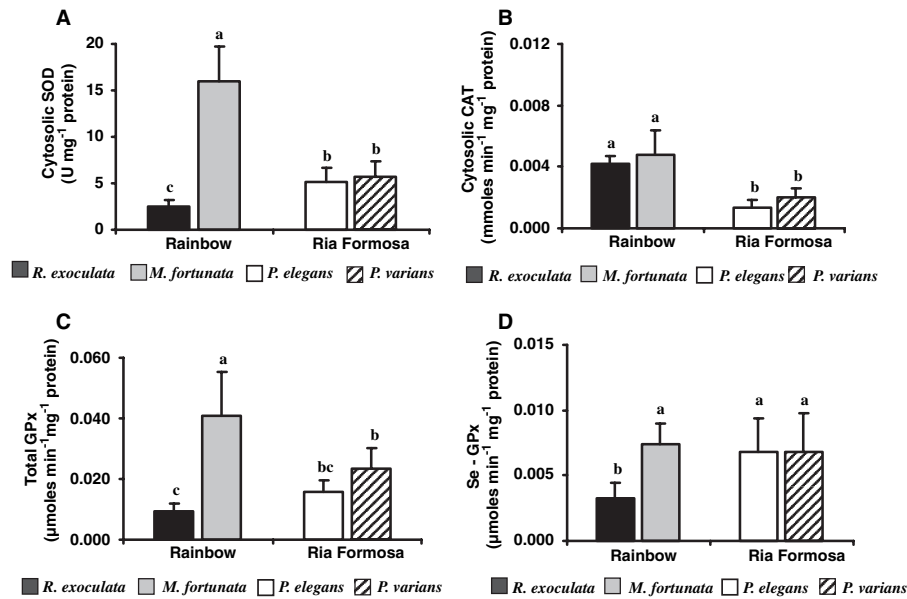 A
Cytosolic SOD
(U mg-1 protein)
20
15
10
5
0
a
c
b
b
Rainbow
Ria Formosa
R. exoculata
M. fortunata
P. elegans
P. varians
B
Cytosolic CAT
(mmoles min-1 mg-1 protein)
0.012
0.008
0.004
0.000
a
a
b
b
Rainbow
Ria Formosa
R. exoculata
M. fortunata
P. elegans
P. varians
C
Total GPx
(µmoles min-1mg-1 protein)
0.060
0.040
0.020
0.000
c
a
bc
b
Rainbow
Ria Formosa
R. exoculata
M. fortunata
P. elegans
P. varians
D
Se - GPx
(µmoles min-1 mg-1 protein)
0.015
0.010
0.005
0.000
b
a
a
a
Rainbow
Ria Formosa
R. exoculata
M. fortunata
P. elegans
P. varians